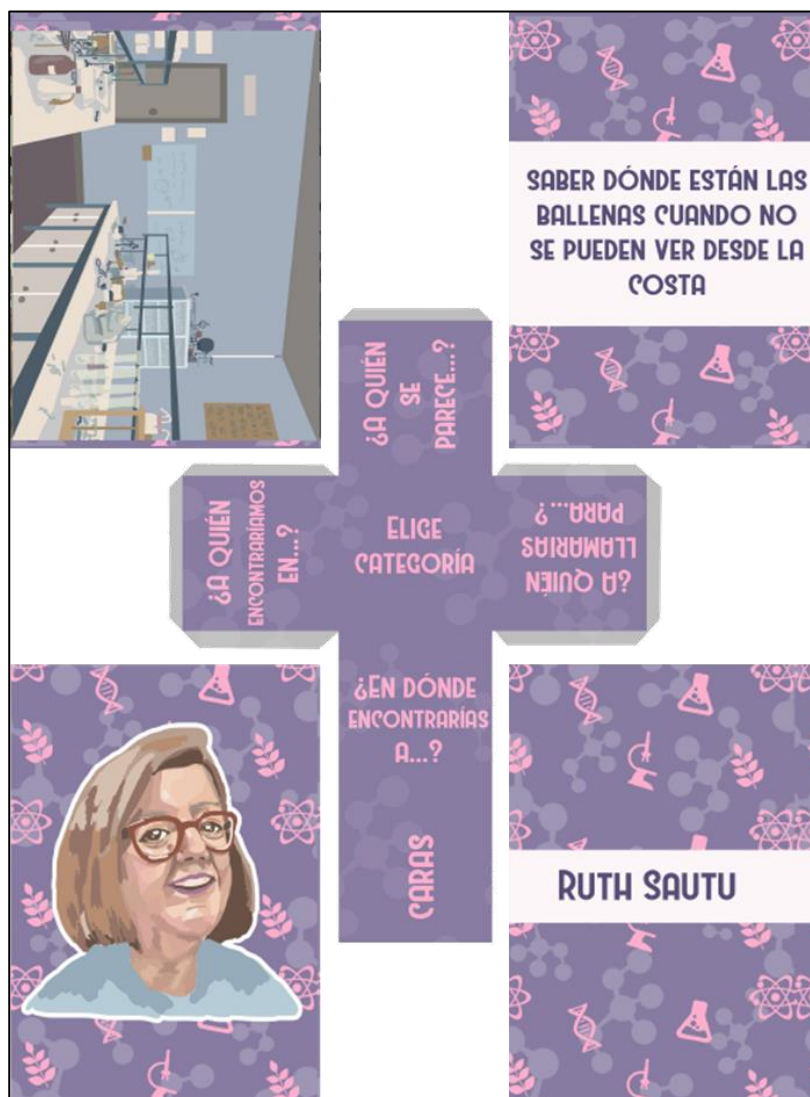 SABER DÓNDE ESTÁN LAS
BALLENAS CUANDO NO
SE PUEDEN VER DESDE LA
COSTA
¿A QUIÉN
SE
PARECE...?
¿A QUIÉN
ENCONTRARÍAMOS
EN...?
ELIGE
CATEGORÍA
¿A QUIÉN
LLAMARÍAS
PARA...?
¿EN DÓNDE
ENCONTRARÍAS
A...?
CARAS
RUTH SAUTU